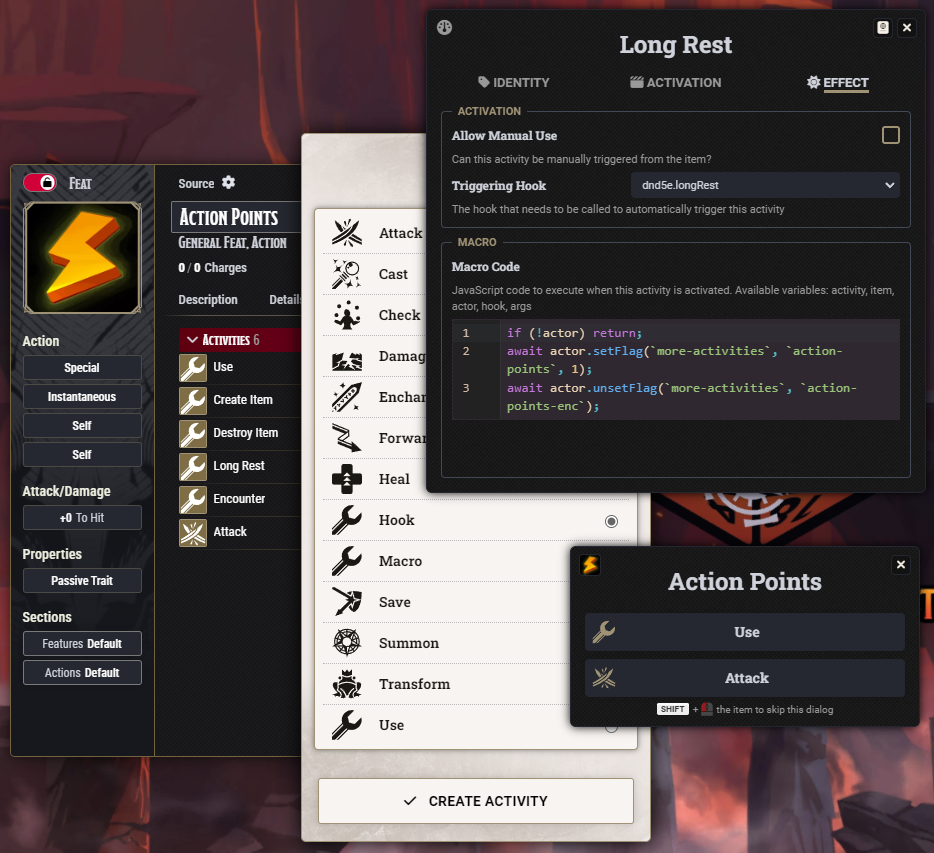 Long Rest
IDENTITY
ACTIVATION
EFFECT
ACTIVATION
Allow Manual Use
Can this activity be manually triggered from the item?
Triggering Hook
dnd5e.longRest
The hook that needs to be called to automatically trigger this activity
MACRO
Macro Code
JavaScript code to execute when this activity is activated. Available variables: activity, item,
actor, hook, args
1 if (!actor) return;
2 await actor.setFlag(`more-activities`, `action-
points`, 1);
3 await actor.unsetFlag(`more-activities`, `action-
points-enc`);
FEAT
Action
Special
Instantaneous
Self
Self
Attack/Damage
+0 To Hit
Properties
Passive Trait
Sections
Features Default
Actions Default
Source
ACTION POINTS
GENERAL FEAT, ACTION
0 / 0 Charges
Description
Details
ACTIVITIES 6
Use
Create Item
Destroy Item
Long Rest
Encounter
Attack
Attack
Cast
Check
Damag
Enchan
Forwar
Heal
Hook
Macro
Save
Summon
Transform
Use
CREATE ACTIVITY
Action Points
Use
Attack
SHIFT + the item to skip this dialog